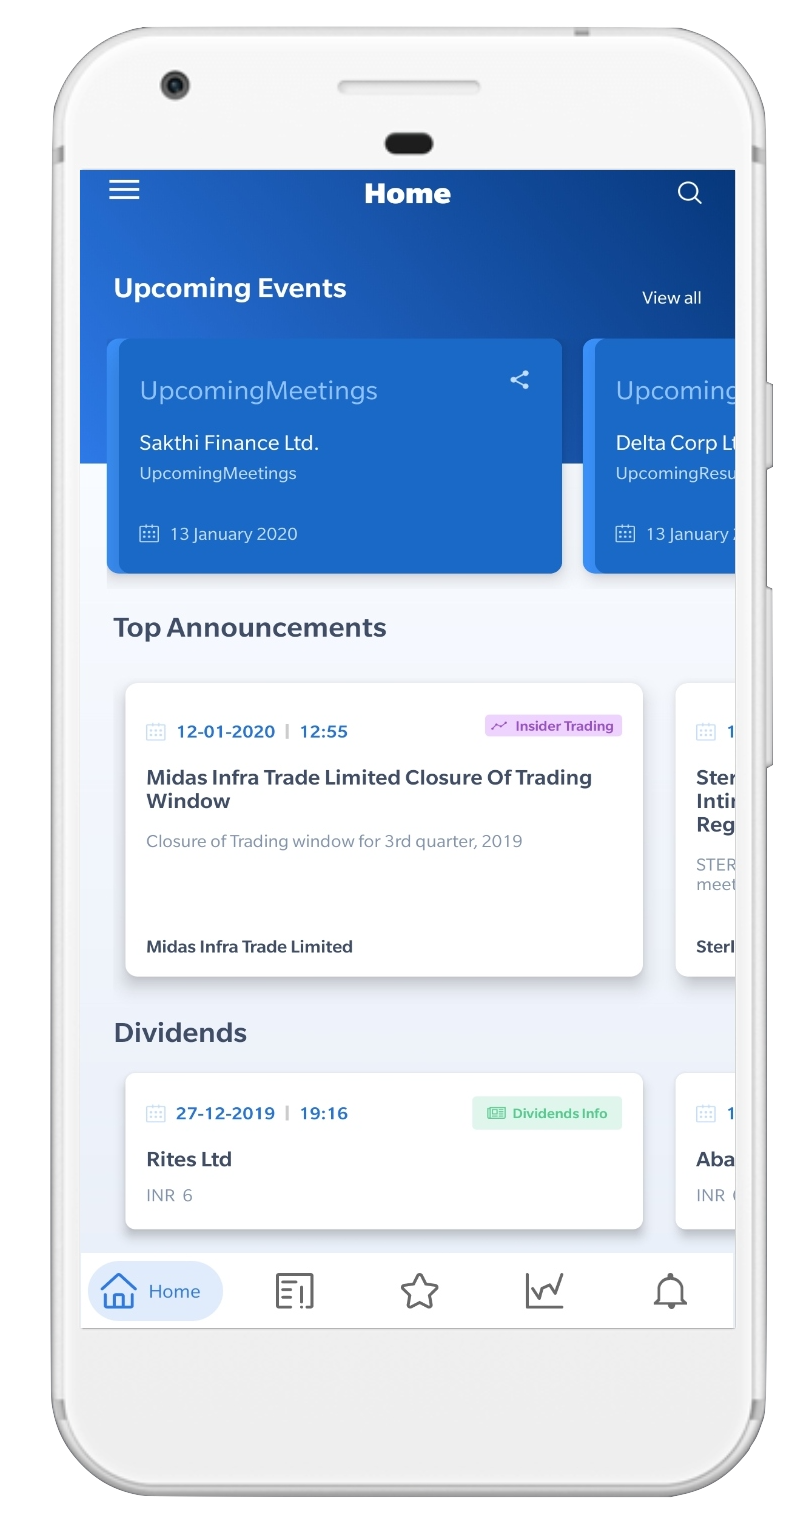 Home
Upcoming Events
View all
UpcomingMeetings
Sakthi Finance Ltd.
UpcomingMeetings
13 January 2020
Upcoming
Delta Corp Lt
UpcomingResu
13 January
Top Announcements
12-01-2020 | 12:55
Insider Trading
Midas Infra Trade Limited Closure Of Trading
Window
Closure of Trading window for 3rd quarter, 2019
Midas Infra Trade Limited
1
Ster
Inti
Reg
STER
meet
Sterl
Dividends
27-12-2019 | 19:16
Dividends Info
Rites Ltd
INR 6
1
Aba
INR
Home